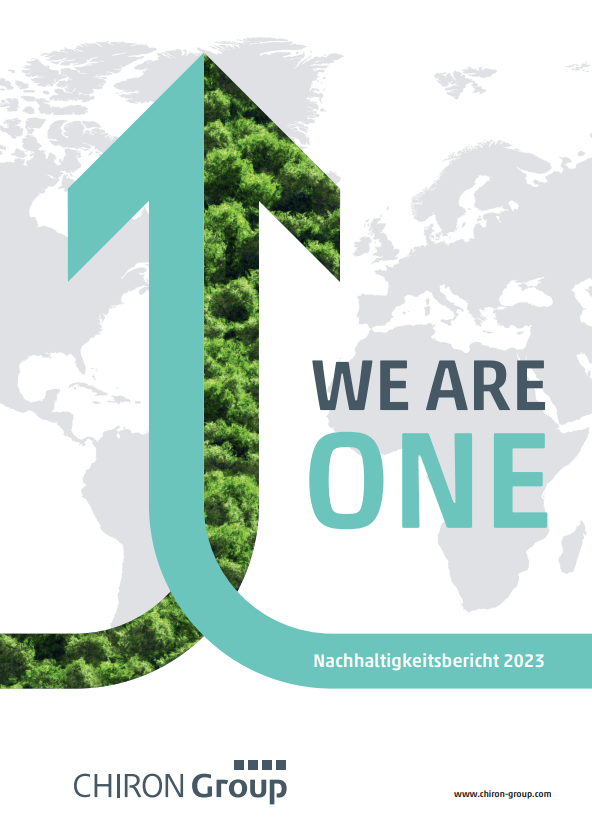 WE ARE
ONE
Nachhaltigkeitsbericht 2023
CHIRON Group
www.chiron-group.com